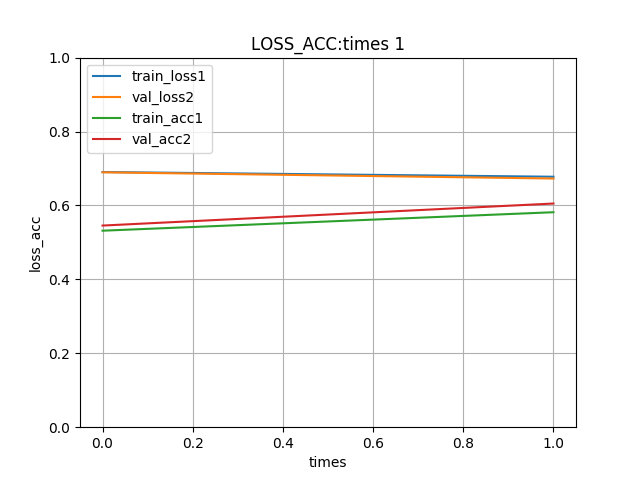 LOSS_ACC:times 1
train_loss1
val_loss2
train_acc1
val_acc2
1.0
0.8
0.6
0.4
0.2
0.0
loss_acc
0.0 0.2 0.4 0.6 0.8 1.0
times